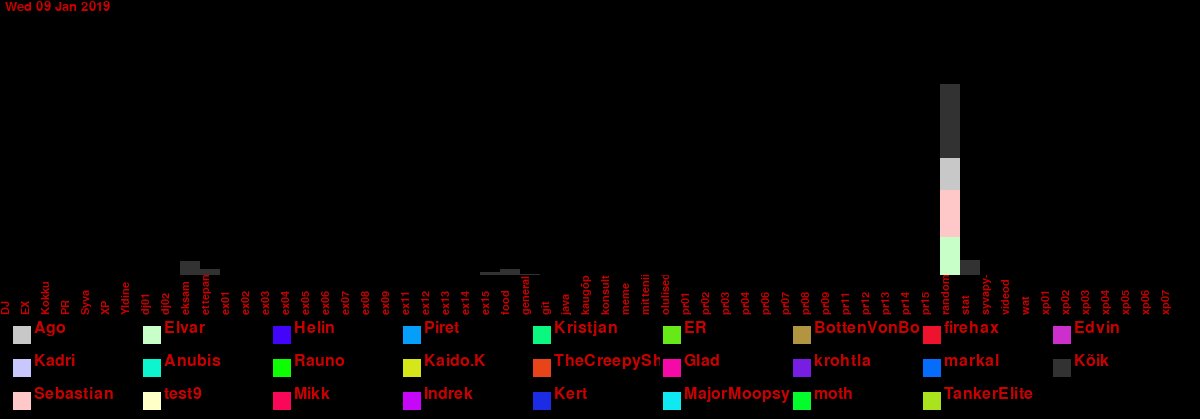 Wed 09 Jan 2019
DJ EX Kokku PR Syva XP Yldine dj01 dj02 eksam ettepan ex01 ex02 ex03 ex04 ex05 ex06 ex07 ex08 ex09 ex11 ex12 ex13 ex14 ex15 food general git java kaugõp konsult meme mittenii olulised pr01 pr02 pr03 pr04 pr06 pr07 pr08 pr09 pr11 pr12 pr13 pr14 pr15 random stat syvapy- videod wat xp01 xp02 xp03 xp04 xp05 xp06 xp07
Ago Elvar Helin Piret Kristjan ER BottenVonBo firehax Edvin
Kadri Anubis Rauno Kaido.K TheCreepySh Glad krohtla markal Kõik
Sebastian test9 Mikk Indrek Kert MajorMoopsy moth TankerElite